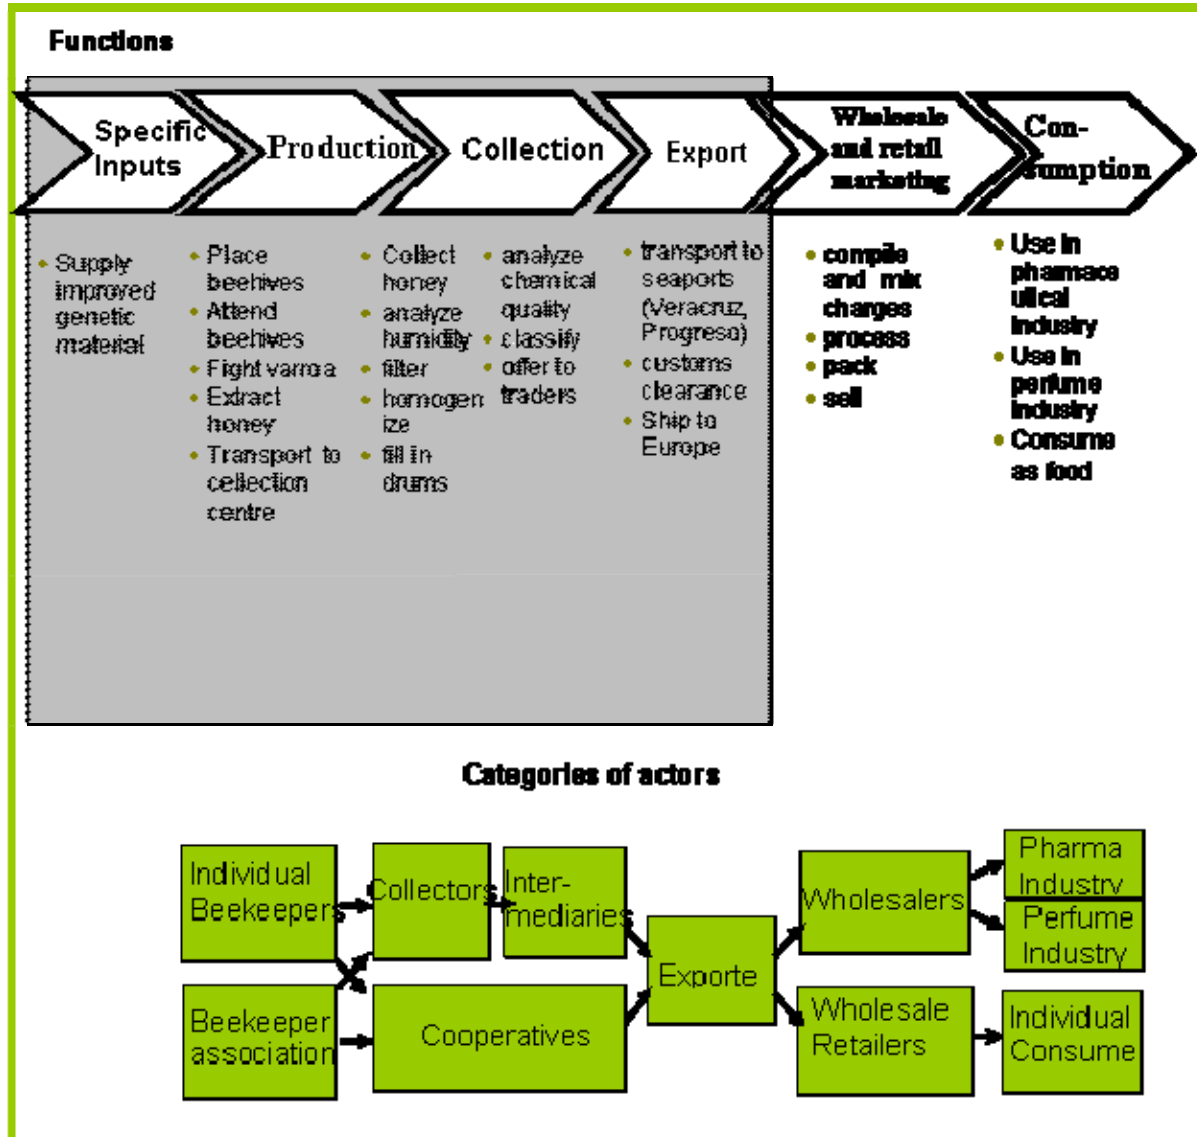 Functions
Specific
Inputs
Production
Collection
Export
Wholesale
and retail
marketing
Con-
sumption
• Supply
improved
genetic
material
• Place
beehives
• Attend
beehives
• Fight varroa
• Extract
honey
• Transport to
cellection
centre
• Collect
honey
• analyze
humidity
• filter
• homogen
ize
• fill in
drums
• analyze
chemical
quality
• classify
• offer to
traders
• transport to
seaports
(Veracruz,
Progreso)
• customs
clearance
• Ship to
Europe
• compile
and mix
charges
• process
• pack
• sell
• Use in
pharmace
utical
industry
• Use in
perfume
industry
• Consume
as food
Categories of actors
Individual
Beekeepers
Collectors
Inter-
mediaries
Wholesalers
Pharma
Industry
Perfume
Industry
Exporte
Beekeeper
association
Cooperatives
Wholesale
Retailers
Individual
Consume